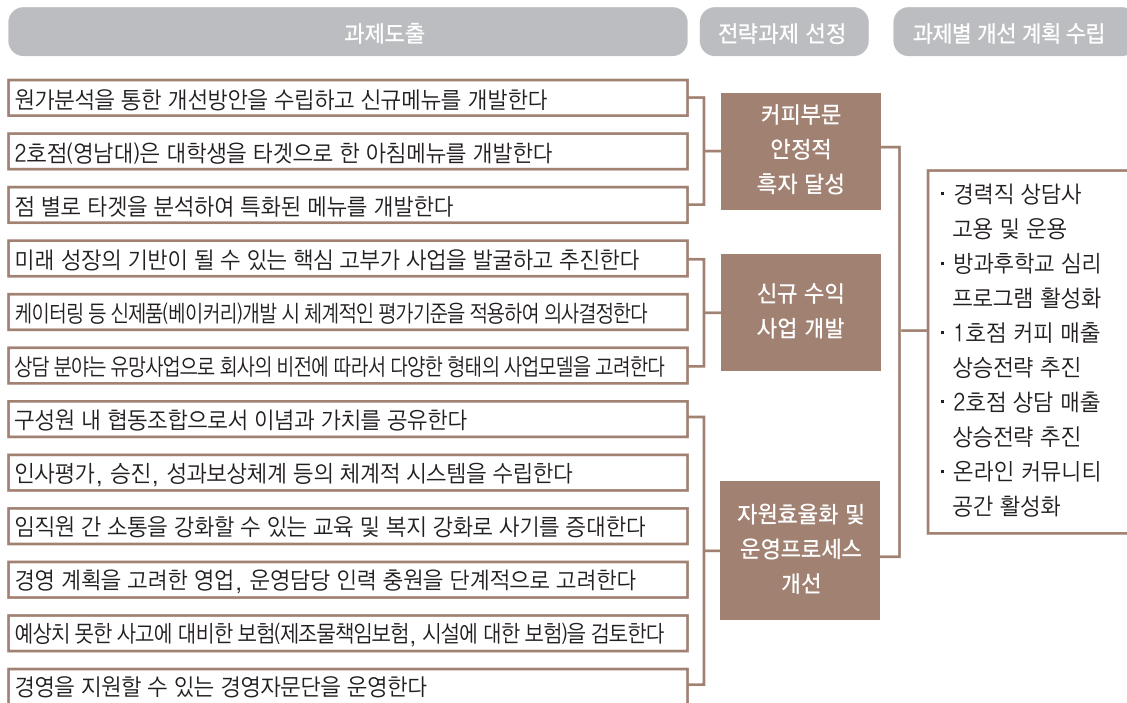 과제도출
전략과제 선정
과제별 개선 계획 수립
원가분석을 통한 개선방안을 수립하고 신규메뉴를 개발한다
2호점(영남대)은 대학생을 타겟으로 한 아침메뉴를 개발한다
점 별로 타겟을 분석하여 특화된 메뉴를 개발한다
미래 성장의 기반이 될 수 있는 핵심 고부가 사업을 발굴하고 추진한다
케이터링 등 신제품(베이커리)개발 시 체계적인 평가기준을 적용하여 의사결정한다
상담 분야는 유망사업으로 회사의 비전에 따라서 다양한 형태의 사업모델을 고려한다
구성원 내 협동조합으로서 이념과 가치를 공유한다
인사평가, 승진, 성과보상체계 등의 체계적 시스템을 수립한다
임직원 간 소통을 강화할 수 있는 교육 및 복지 강화로 사기를 증대한다
경영 계획을 고려한 영업, 운영담당 인력 충원을 단계적으로 고려한다
예상치 못한 사고에 대비한 보험(제조물책임보험, 시설에 대한 보험)을 검토한다
경영을 지원할 수 있는 경영자문단을 운영한다
커피부문
안정적
흑자 달성
신규 수익
사업 개발
자원효율화 및
운영프로세스
개선
· 경력직 상담사
고용 및 운용
· 방과후학교 심리
프로그램 활성화
· 1호점 커피 매출
상승전략 추진
· 2호점 상담 매출
상승전략 추진
· 온라인 커뮤니티
공간 활성화